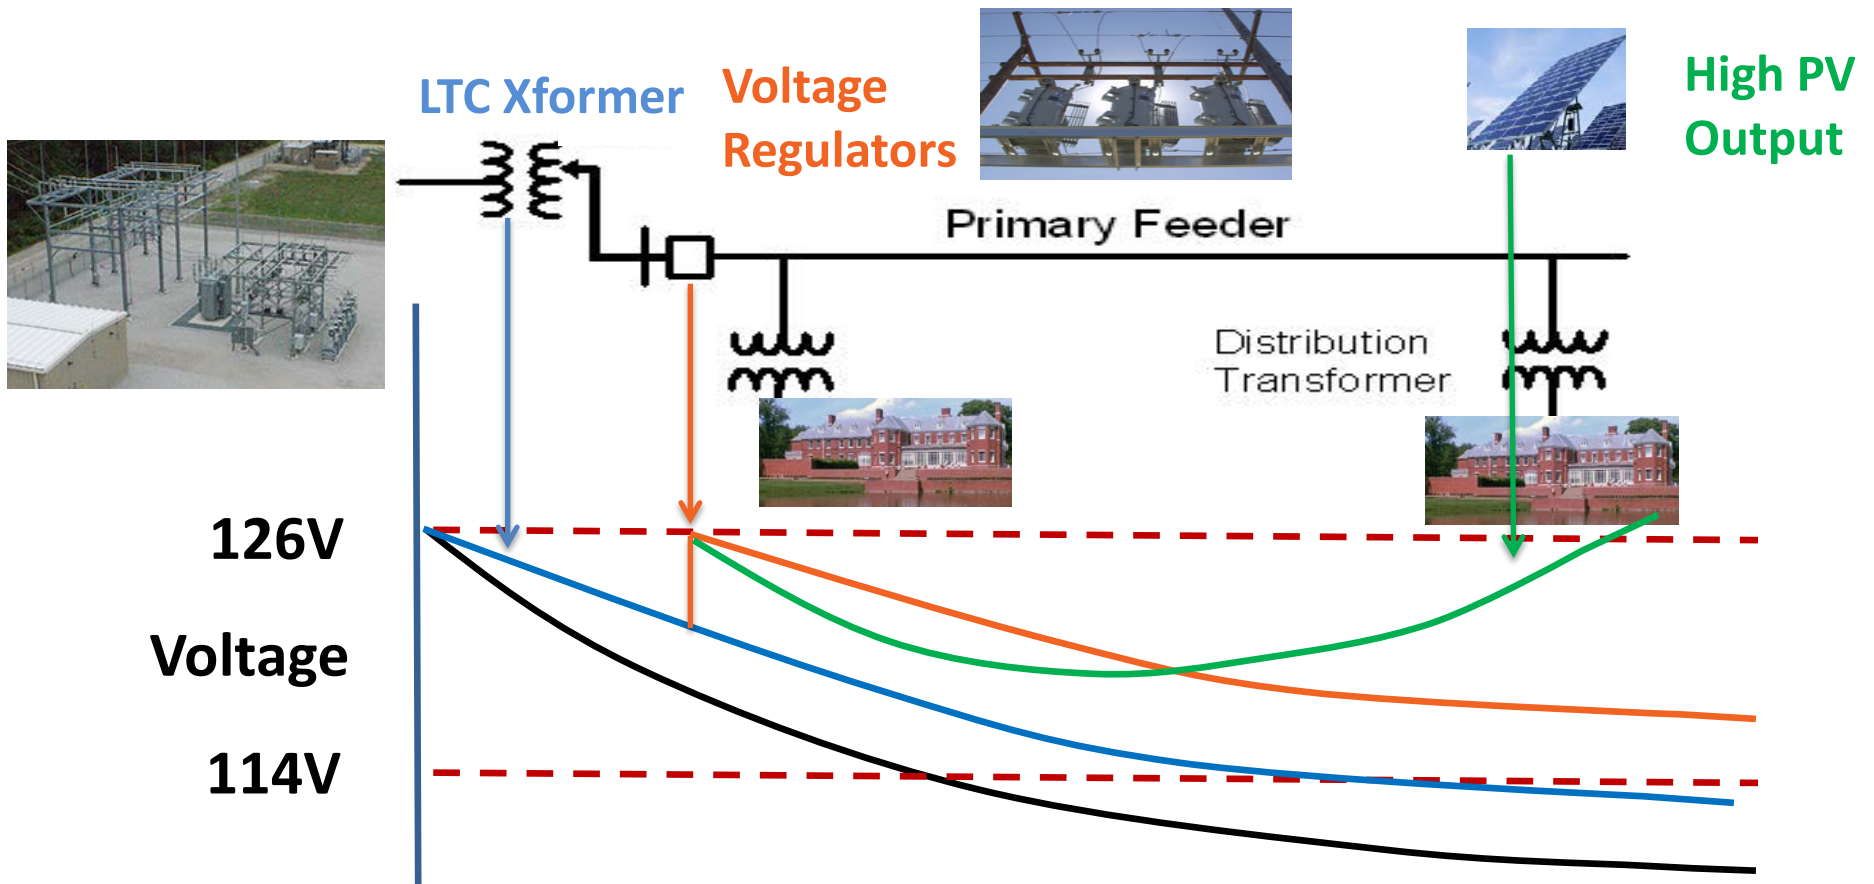 LTC Xformer
Voltage
Regulators
High PV
Output
Primary Feeder
Distribution
Transformer
126V
Voltage
114V